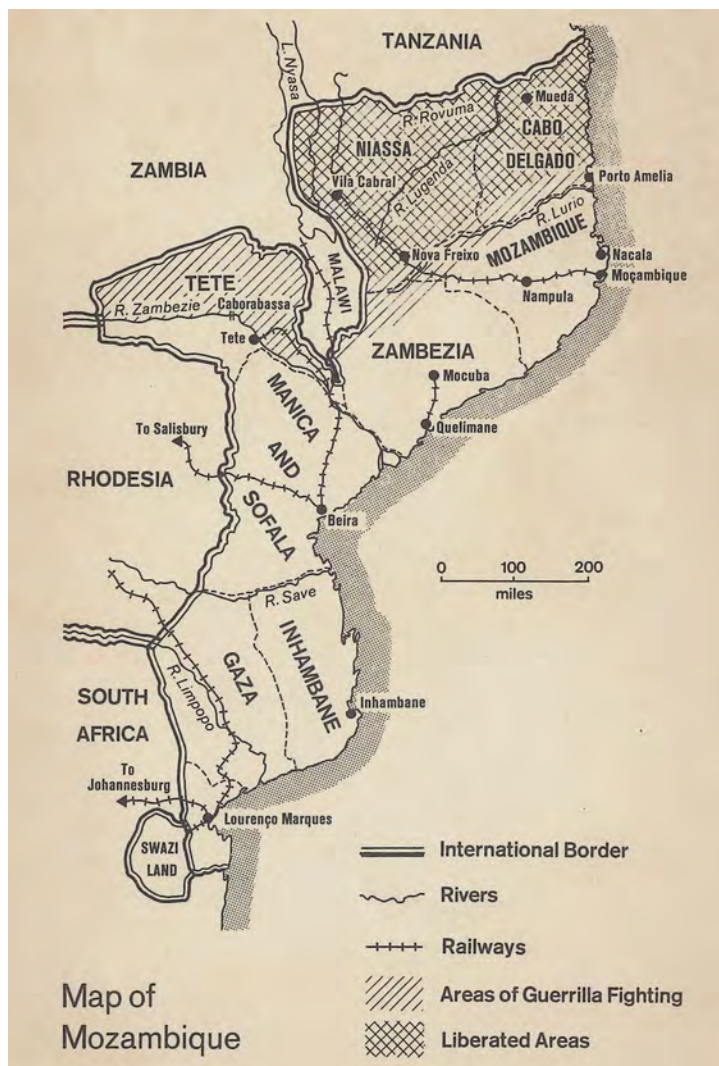 TANZANIA
L. Nyasa
R. Rovuma
Mueda
CABO
DELGADO
NIASSA
ZAMBIA
Vila Cabral
R. Lugenda
Porto Amelia
R. Lurio
MOZAMBIQUE
Nova Freixo
Nacala
Moçambique
MALAWI
Nampula
TETE
R. Zambezie
Caborabassa
Tete
ZAMBEZIA
Mocuba
Quelimane
MANICA
AND
SOFALA
To Salisbury
RHODESIA
Beira
0 100 200
miles
R. Save
INHAMBANE
GAZA
R. Limpopo
Inhambane
SOUTH
AFRICA
To
Johannesburg
Lourenço Marques
SWAZI
LAND
International Border
Rivers
Railways
Areas of Guerrilla Fighting
Liberated Areas
Map of
Mozambique